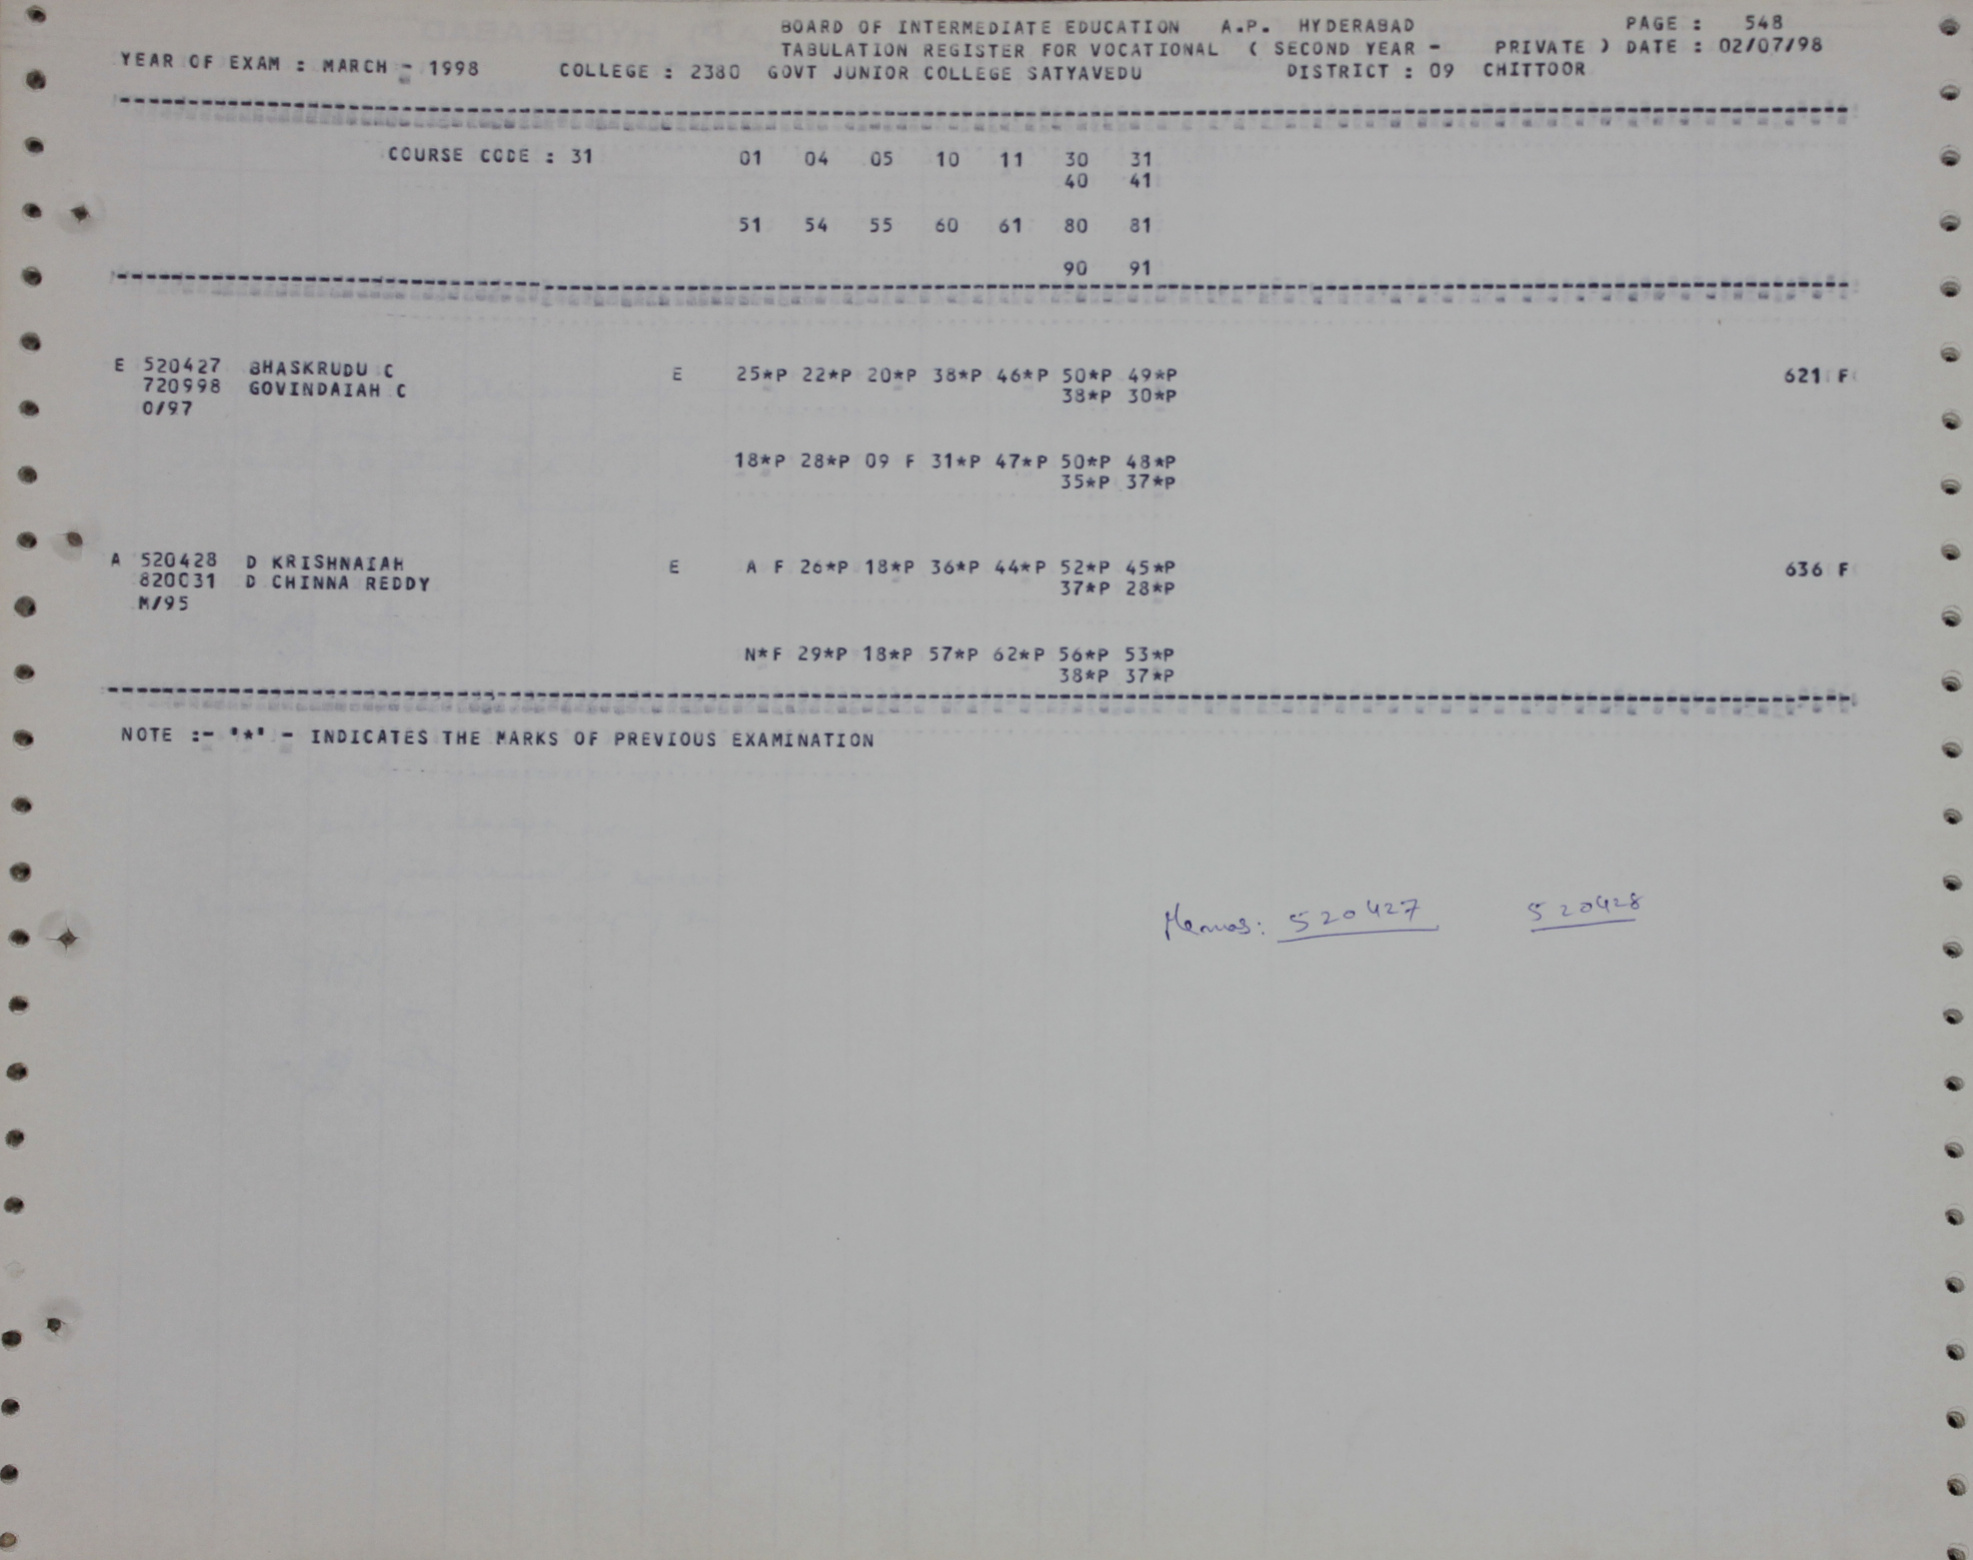 BOARD OF INTERMEDIATE EDUCATION A.P. HYDERABAD PAGE : 548
TABULATION REGISTER FOR VOCATIONAL ( SECOND YEAR - PRIVATE ) DATE : 02/07/98
YEAR OF EXAM : MARCH - 1998 COLLEGE : 2380 GOVT JUNIOR COLLEGE SATYAVEDU DISTRICT : 09 CHITTOOR
COURSE CODE : 31 01 04 05 10 11 30 31
40 41
51 54 55 60 61 80 81
90 91
E 520427 BHASKRUDU C E 25*P 22*P 20*P 38*P 46*P 50*P 49*P 621 F
720998 GOVINDAIAH C 38*P 30*P
O/97
18*P 28*P 09 F 31*P 47*P 50*P 48*P
35*P 37*P
A 520428 D KRISHNAIAH E A F 26*P 18*P 36*P 44*P 52*P 45*P 636 F
820031 D CHINNA REDDY 37*P 28*P
M/95
N*F 29*P 18*P 57*P 62*P 56*P 53*P
38*P 37*P
NOTE :- "*" - INDICATES THE MARKS OF PREVIOUS EXAMINATION
Memos: 520427 520428